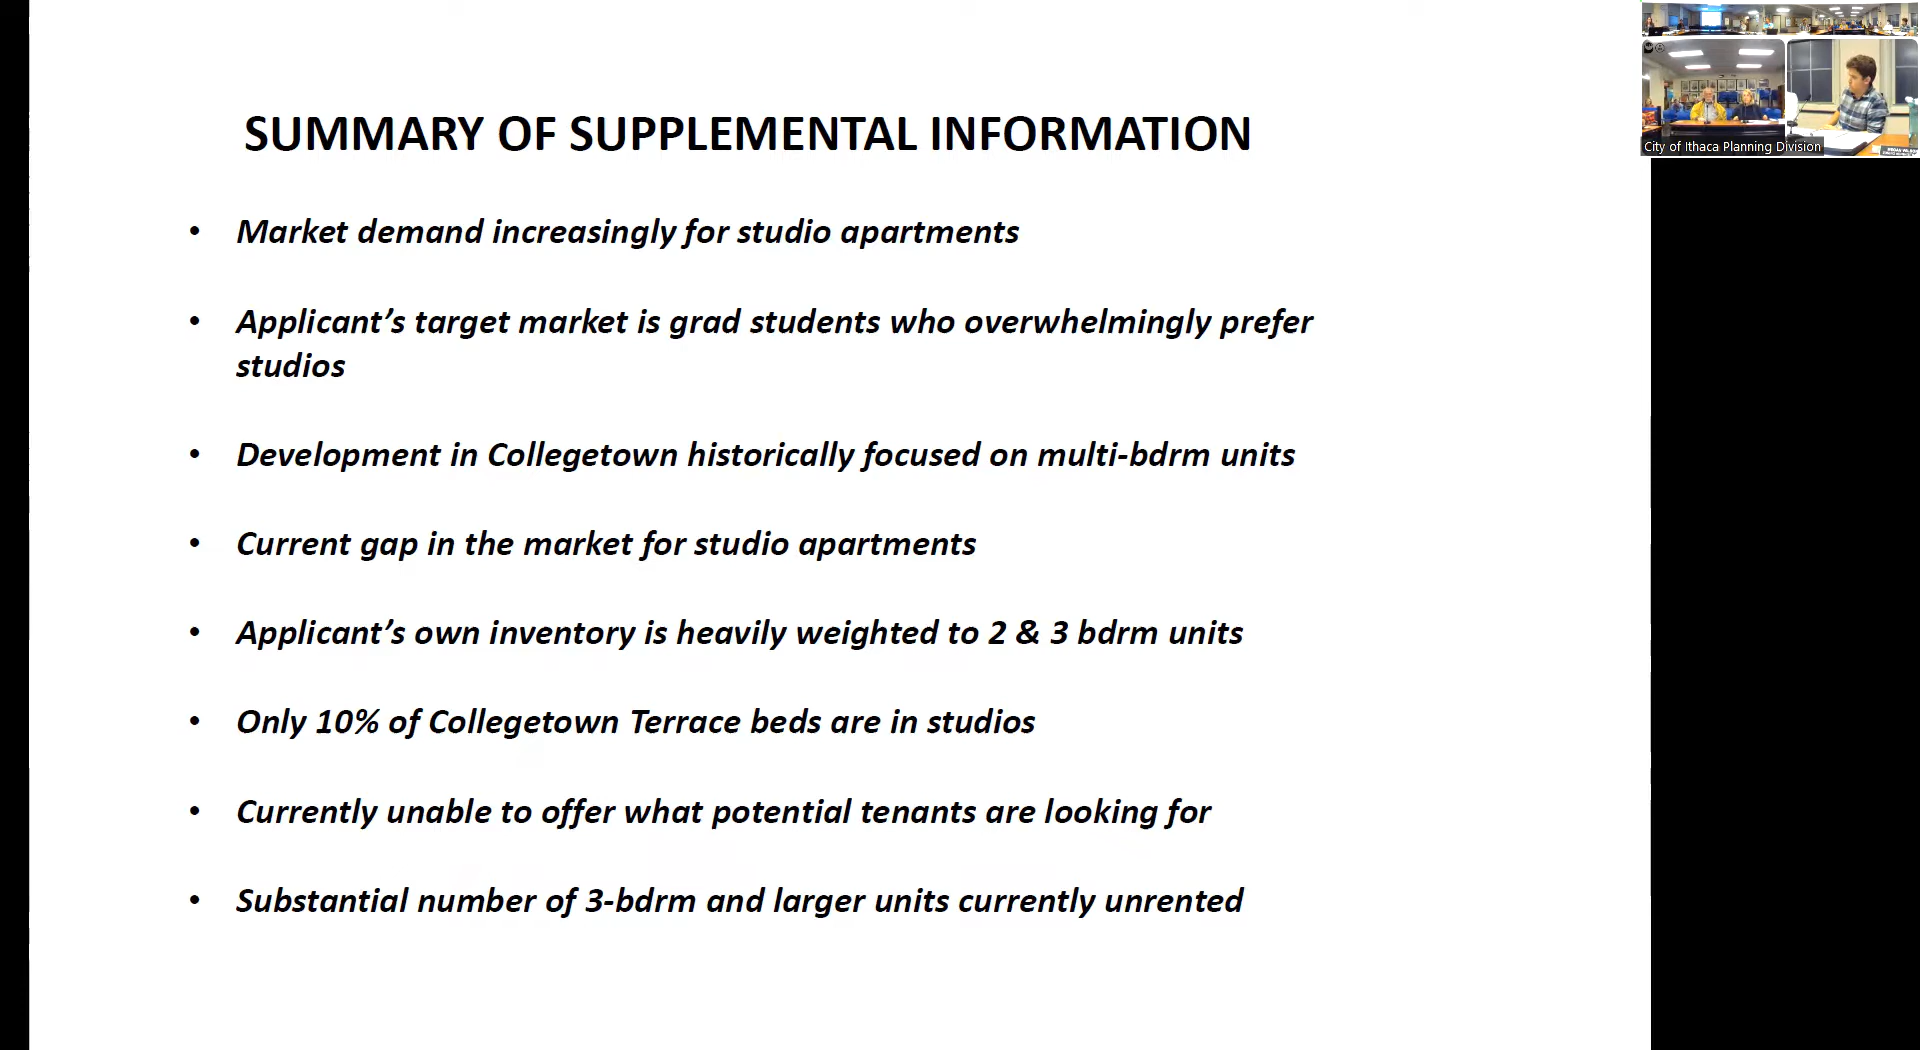 SUMMARY OF SUPPLEMENTAL INFORMATION
• Market demand increasingly for studio apartments
• Applicant’s target market is grad students who overwhelmingly prefer
studios
• Development in Collegetown historically focused on multi-bdrm units
• Current gap in the market for studio apartments
• Applicant’s own inventory is heavily weighted to 2 & 3 bdrm units
• Only 10% of Collegetown Terrace beds are in studios
• Currently unable to offer what potential tenants are looking for
• Substantial number of 3-bdrm and larger units currently unrented
City of Ithaca Planning Division